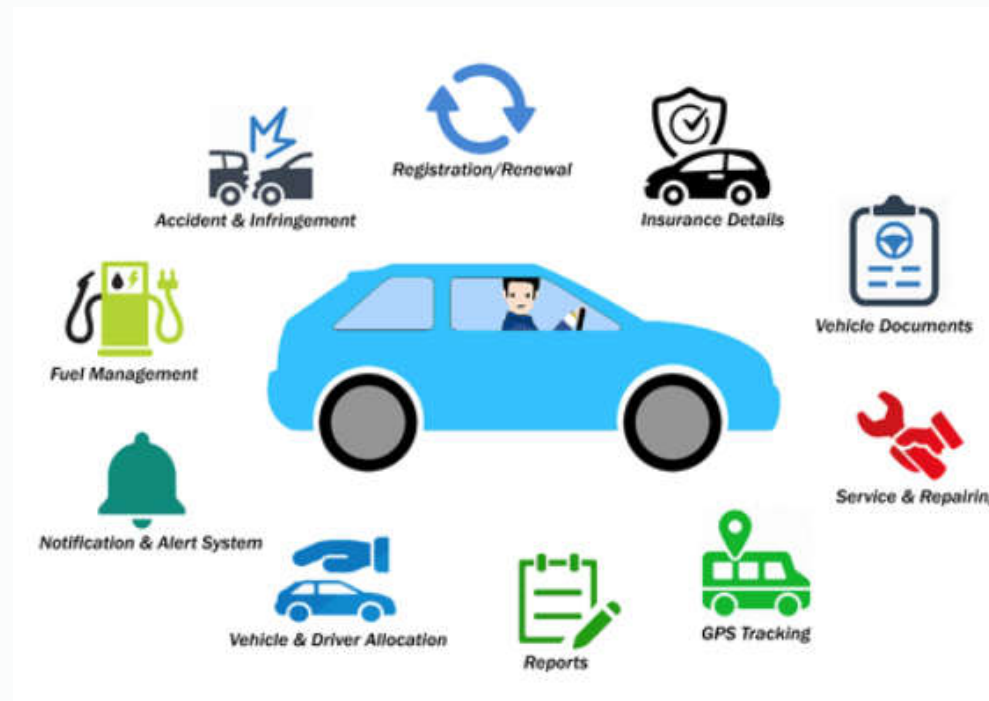 Registration/Renewal
Accident & Infringement
Insurance Details
Vehicle Documents
Fuel Management
Service & Repairing
Notification & Alert System
Vehicle & Driver Allocation
GPS Tracking
Reports